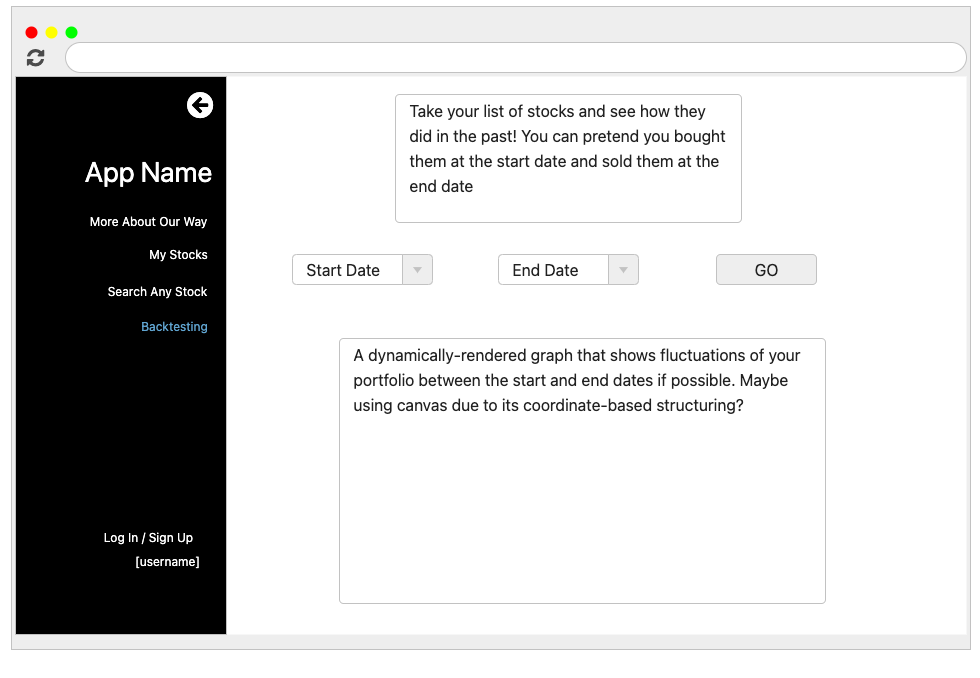 App Name
More About Our Way
My Stocks
Search Any Stock
Backtesting
Log In / Sign Up
[username]
Take your list of stocks and see how they
did in the past! You can pretend you bought
them at the start date and sold them at the
end date
Start Date
End Date
GO
A dynamically-rendered graph that shows fluctuations of your
portfolio between the start and end dates if possible. Maybe
using canvas due to its coordinate-based structuring?